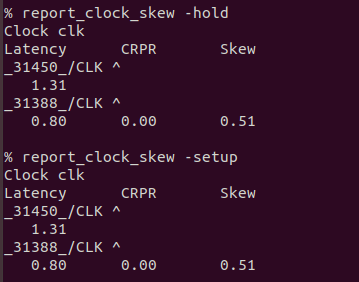 % report_clock_skew -hold
Clock clk
Latency      CRPR       Skew
_31450_/CLK ^
   1.31
_31388_/CLK ^
   0.80      0.00       0.51

% report_clock_skew -setup
Clock clk
Latency      CRPR       Skew
_31450_/CLK ^
   1.31
_31388_/CLK ^
   0.80      0.00       0.51